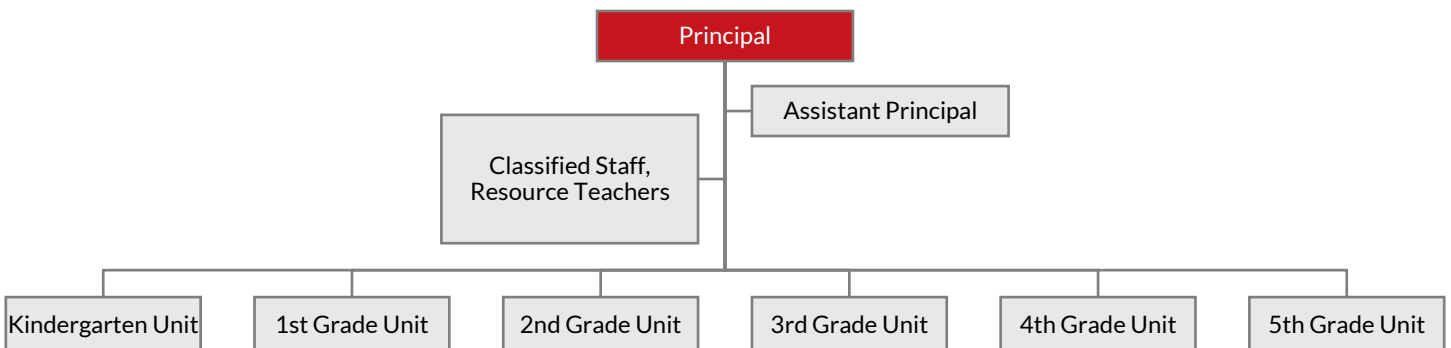 Principal
Assistant Principal
Classified Staff,
Resource Teachers
Kindergarten Unit
1st Grade Unit
2nd Grade Unit
3rd Grade Unit
4th Grade Unit
5th Grade Unit